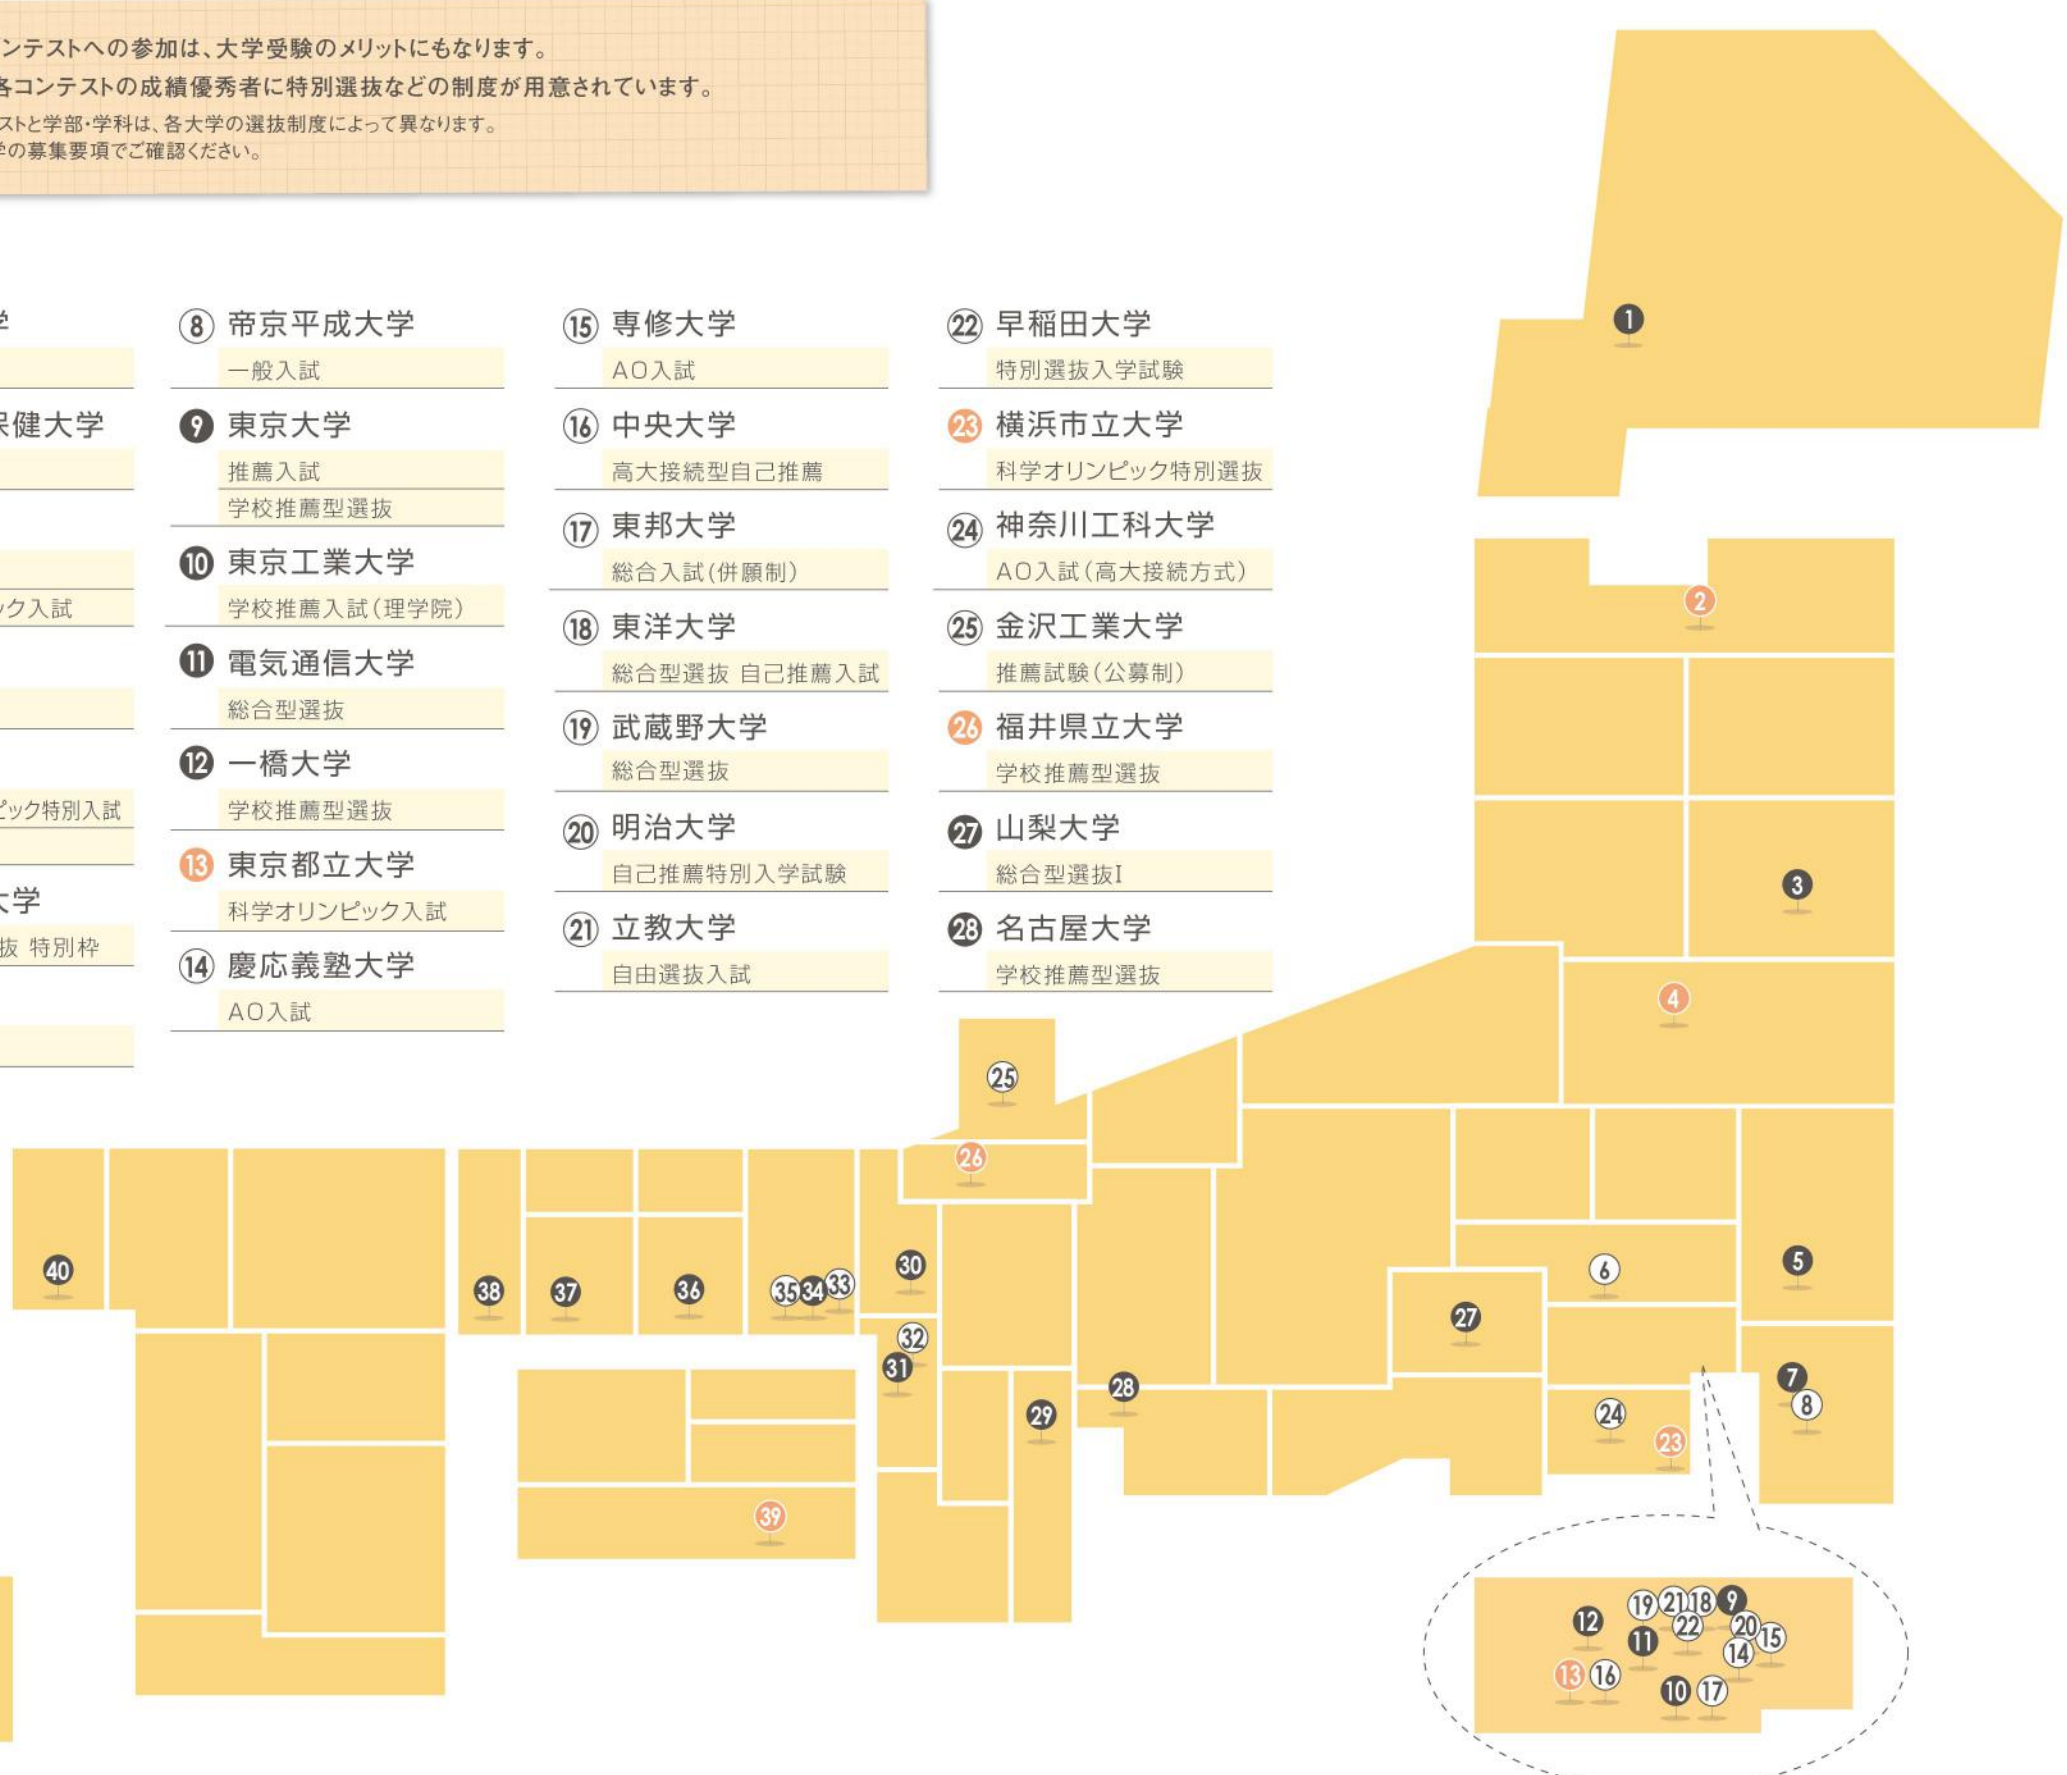 ンテストへの参加は、大学受験のメリットにもなります。
各コンテストの成績優秀者に特別選抜などの制度が用意されています。
ストと学部・学科は、各大学の選抜制度によって異なります。
学の募集要項でご確認ください。
学
保健大学
ック入試
ピック特別入試
大学
抜 特別枠
⑧ 帝京平成大学
一般入試
❾ 東京大学
推薦入試
学校推薦型選抜
❿ 東京工業大学
学校推薦入試(理学院)
⓫ 電気通信大学
総合型選抜
⓬ 一橋大学
学校推薦型選抜
⓭ 東京都立大学
科学オリンピック入試
⑭ 慶応義塾大学
AO入試
⑮ 専修大学
AO入試
⑯ 中央大学
高大接続型自己推薦
⑰ 東邦大学
総合入試(併願制)
⑱ 東洋大学
総合型選抜 自己推薦入試
⑲ 武蔵野大学
総合型選抜
⑳ 明治大学
自己推薦特別入学試験
㉑ 立教大学
自由選抜入試
㉒ 早稲田大学
特別選抜入学試験
㉓ 横浜市立大学
科学オリンピック特別選抜
㉔ 神奈川工科大学
AO入試(高大接続方式)
㉕ 金沢工業大学
推薦試験(公募制)
㉖ 福井県立大学
学校推薦型選抜
㉗ 山梨大学
総合型選抜I
㉘ 名古屋大学
学校推薦型選抜
1
2
3
4
25
26
5
6
40
38
37
36
35 34 33
30
27
32
31
28
29
7
8
24
23
39
12
19 21 18 9
22
20
11
15
14
13 16
10 17